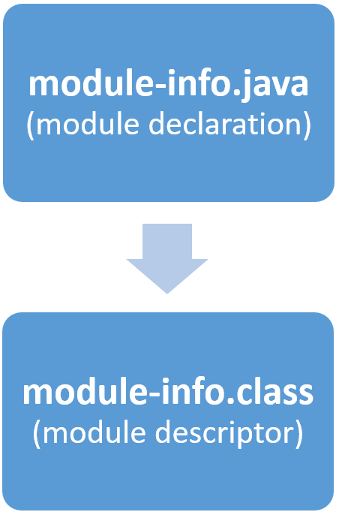 module-info.java
(module declaration)
module-info.class
(module descriptor)